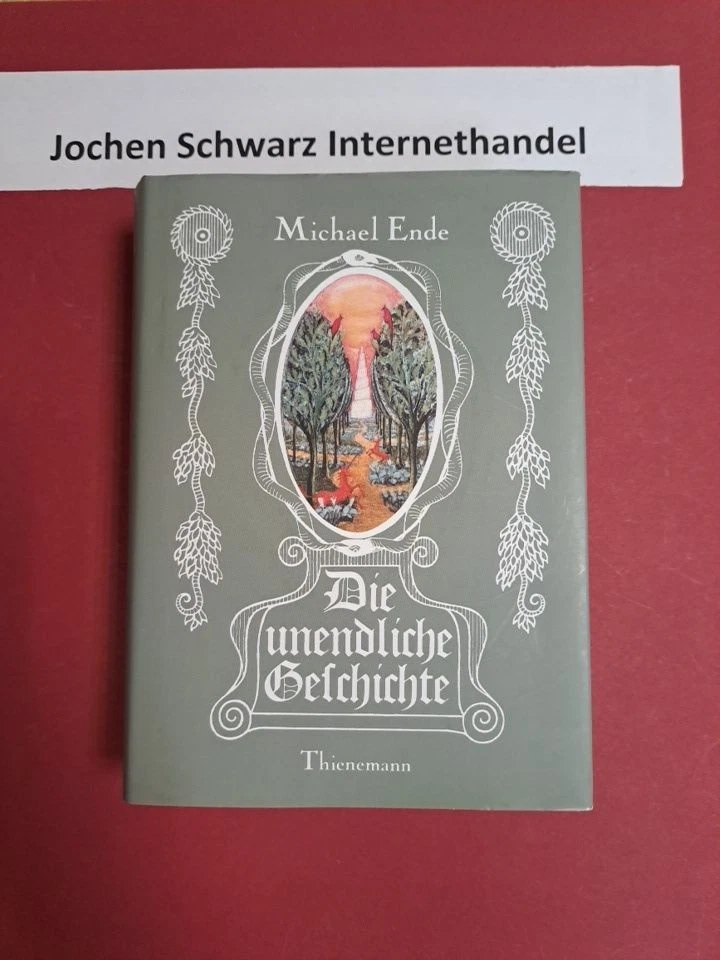 Jochen Schwarz Internethandel
Michael Ende
Die
unendliche
Geſchichte
Thienemann